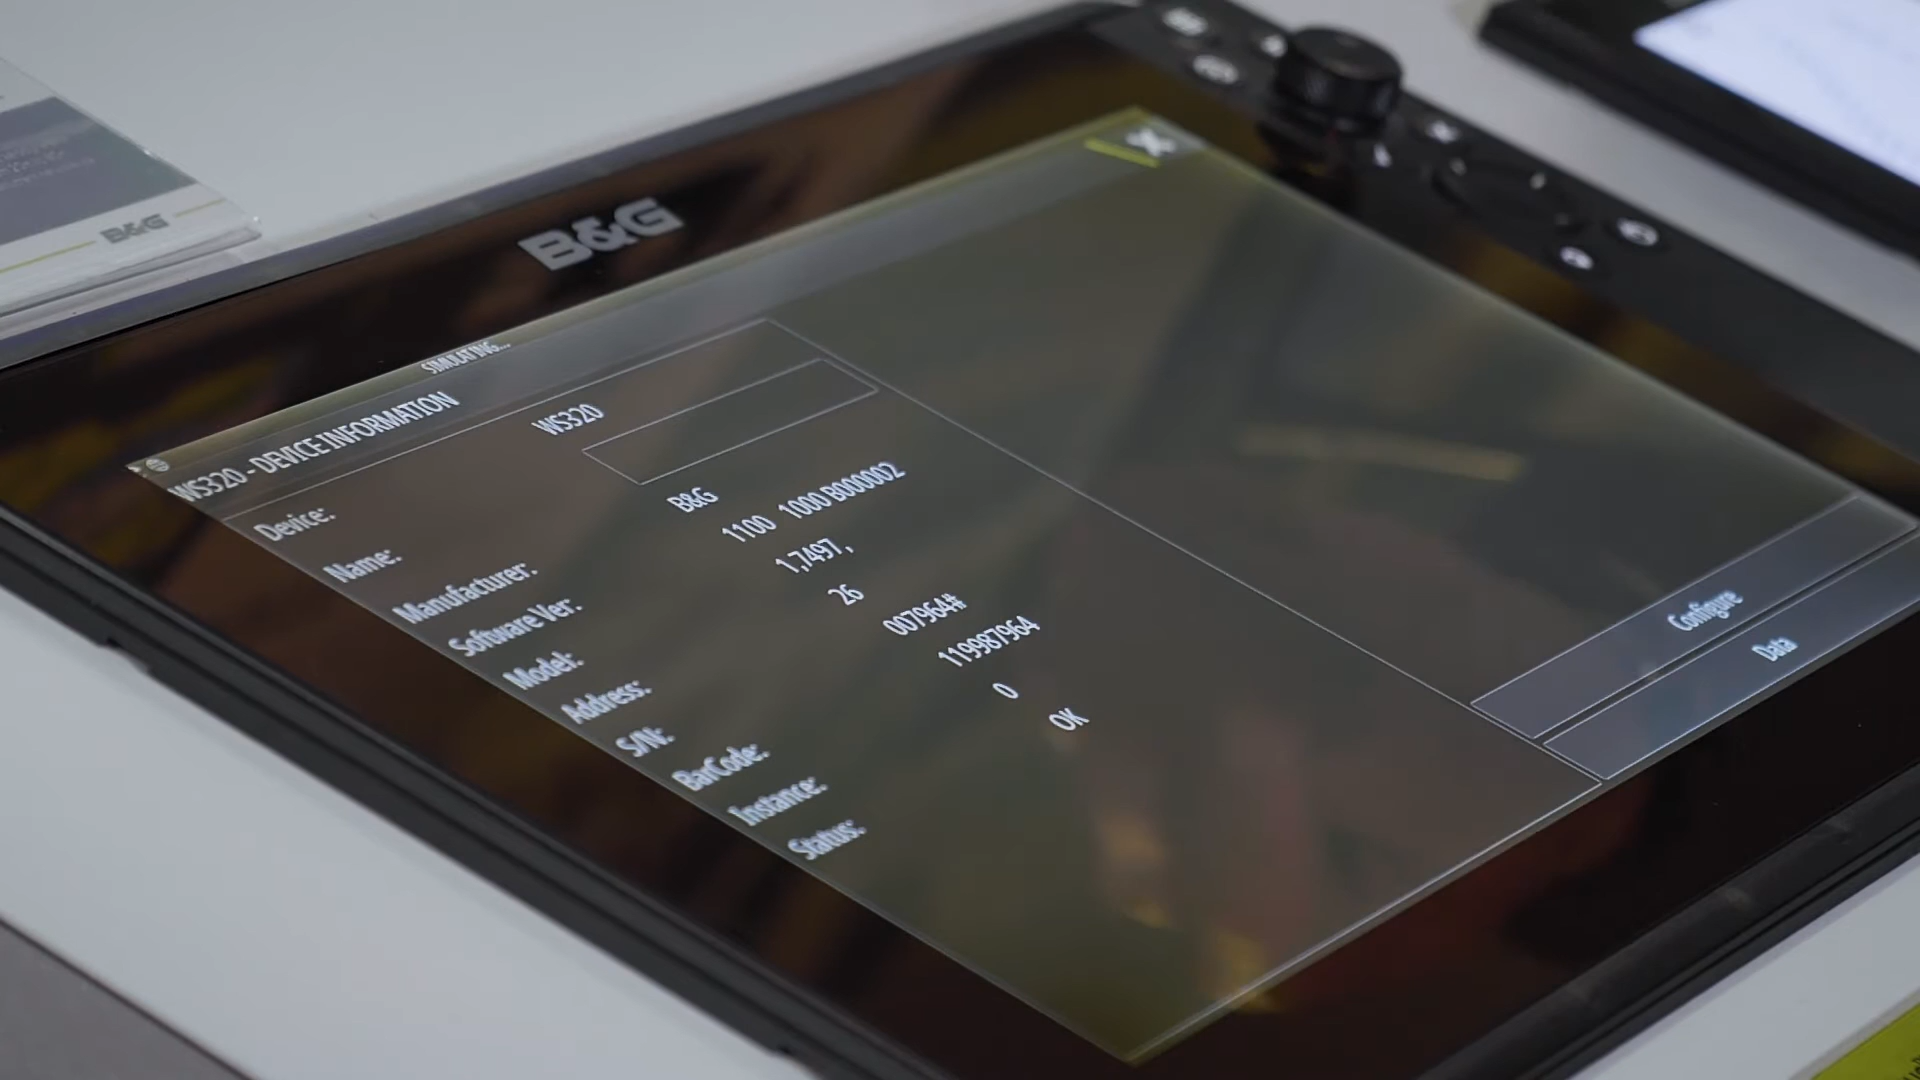 B&G
B&G
SIMULATING...
WS320 - DEVICE INFORMATION
Device: WS320
Name:
Manufacturer: B&G
Software Ver: 1100 1000 B000002
Model: 1,7497,
Address: 26
S/N: 007964#
BarCode: 119987964
Instance: 0
Status: OK
Configure
Data